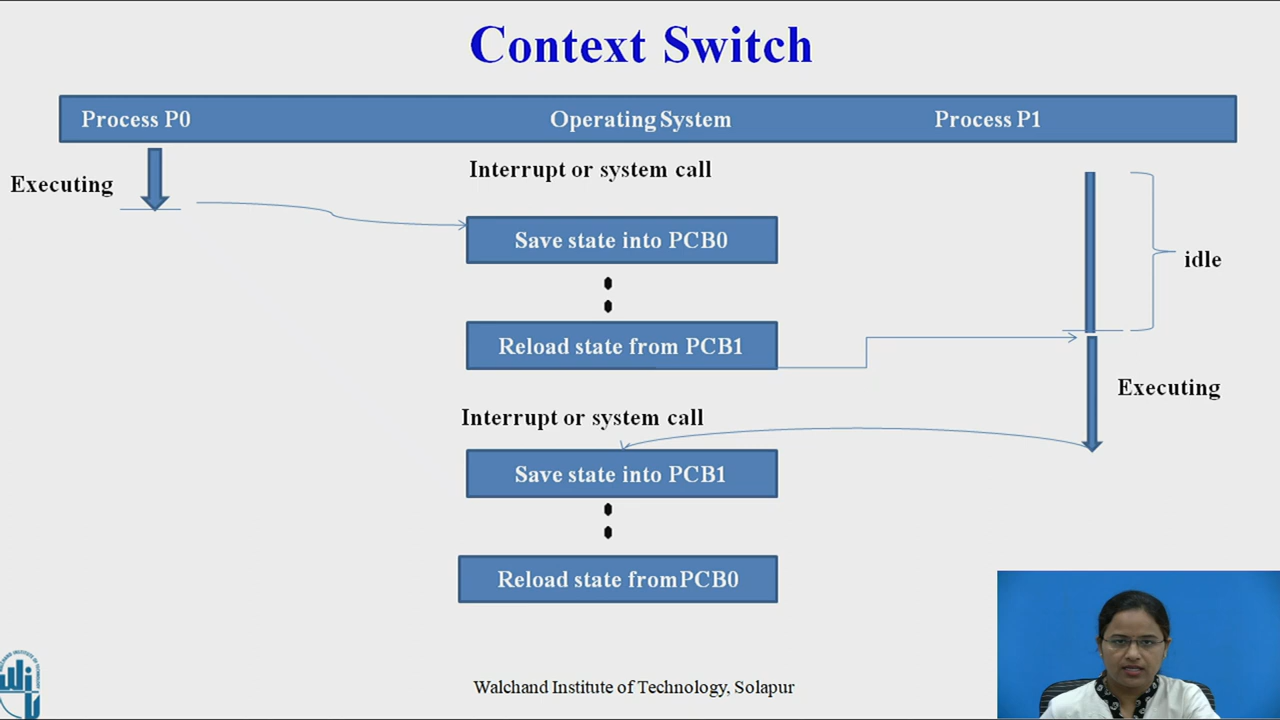 Context Switch
Process P0 Operating System Process P1
Interrupt or system call
Executing
Save state into PCB0
idle
Reload state from PCB1
Executing
Interrupt or system call
Save state into PCB1
Reload state fromPCB0
Walchand Institute of Technology, Solapur